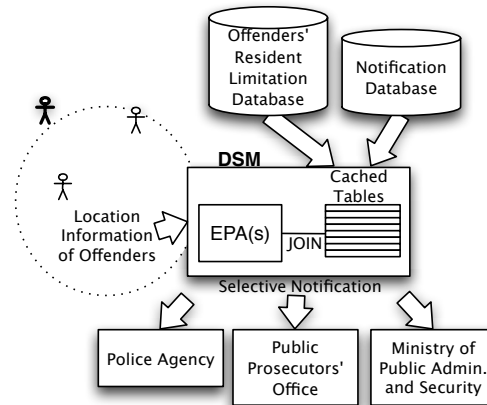 Offenders'
Resident
Limitation
Database
Notification
Database
DSM
Cached
Tables
Location
Information
of Offenders
EPA(s)
JOIN
Selective Notification
Police Agency
Public
Prosecutors'
Office
Ministry of
Public Admin.
and Security